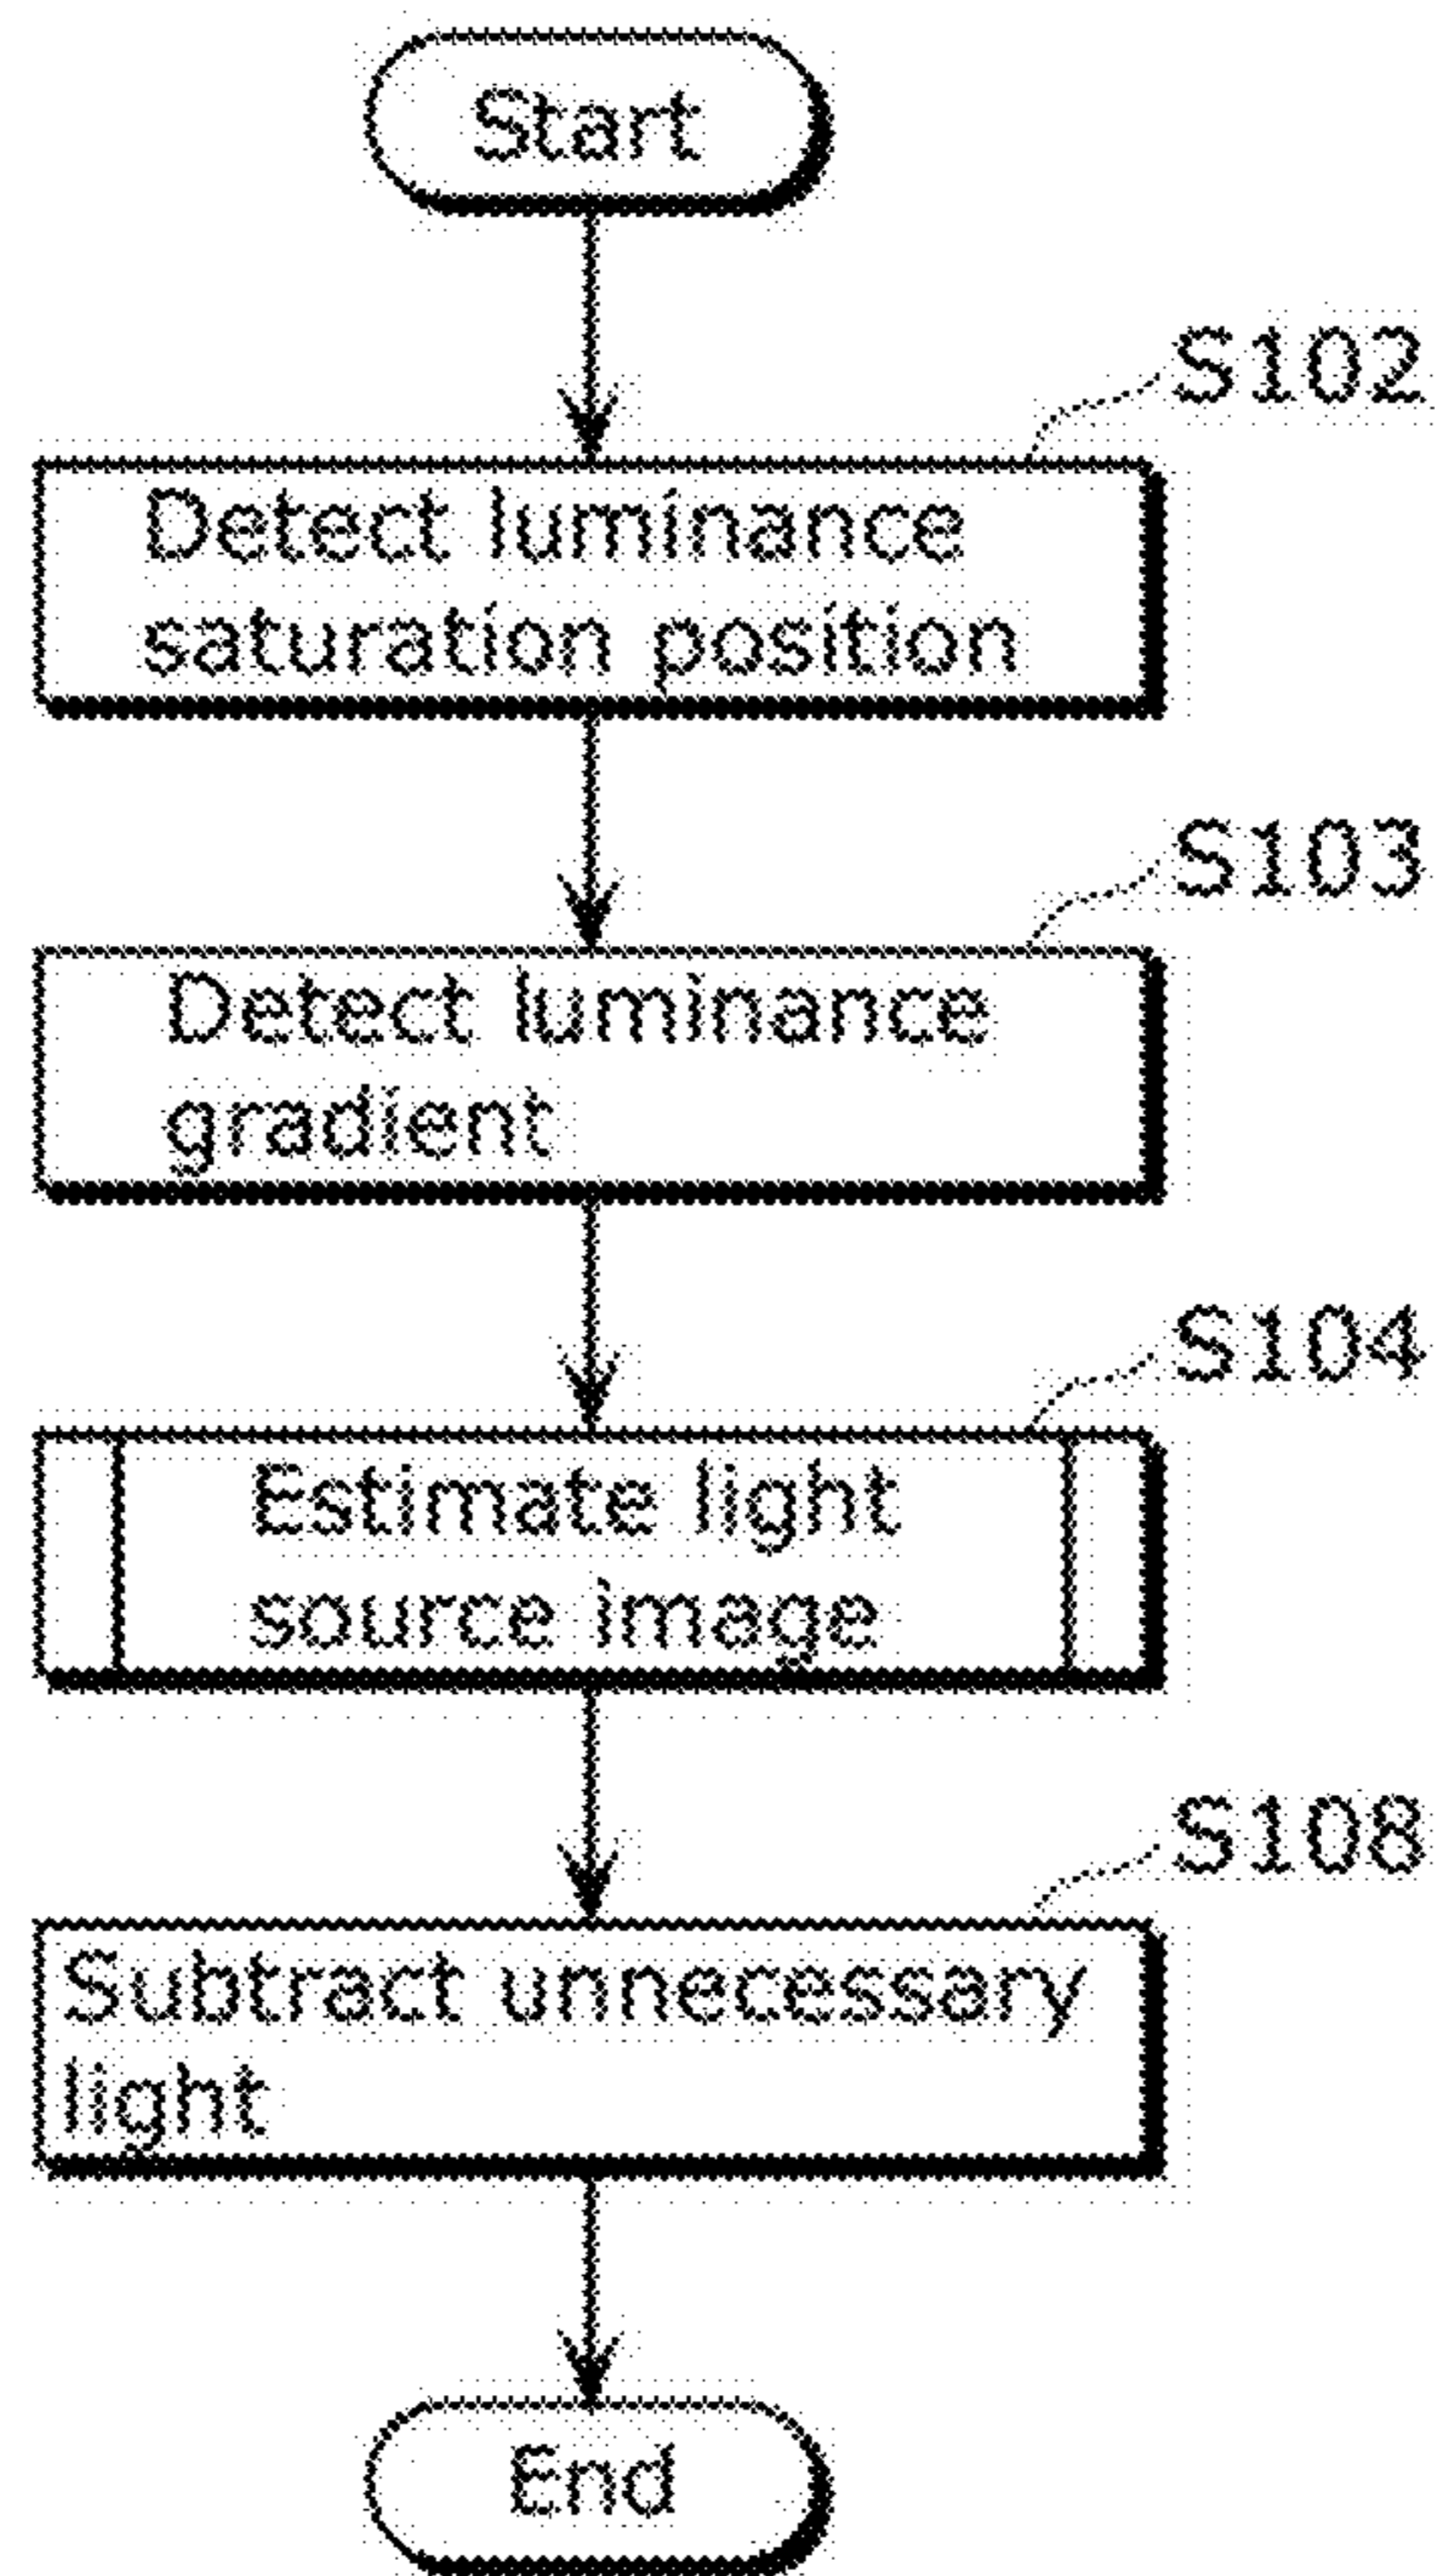 Start
S102
Detect luminance
saturation position
S103
Detect luminance
gradient
S104
Estimate light
source image
S108
Subtract unnecessary
light
End